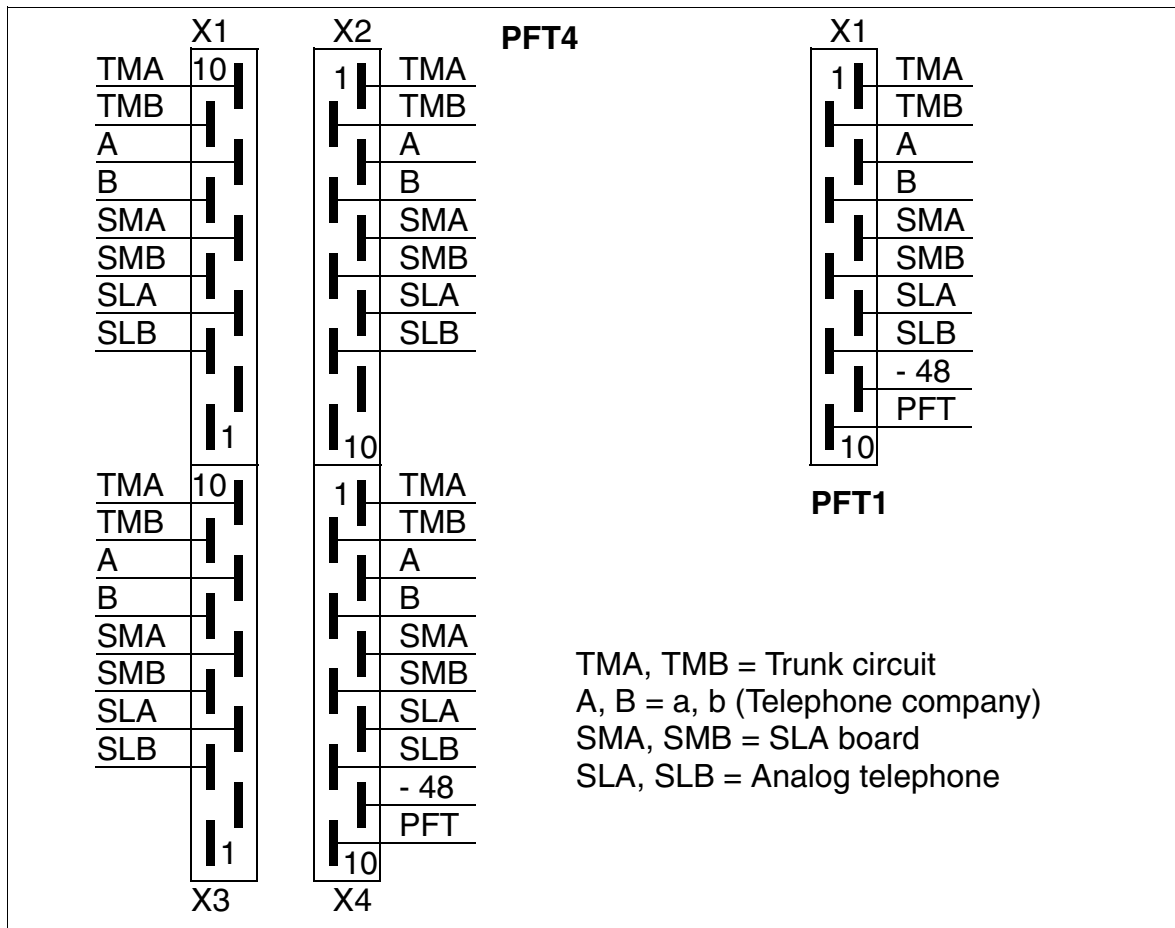 X1 X2 PFT4 X1
TMA 10 1 TMA 1 TMA
TMB TMB TMB
A A A
B B B
SMA SMA SMA
SMB SMB SMB
SLA SLA SLA
SLB SLB SLB
- 48
PFT
1 10 10
TMA 10 1 TMA PFT1
TMB TMB
A A
B B
SMA SMA
SMB SMB
SLA SLA
SLB SLB
- 48
PFT
1 10
X3 X4
TMA, TMB = Trunk circuit
A, B = a, b (Telephone company)
SMA, SMB = SLA board
SLA, SLB = Analog telephone